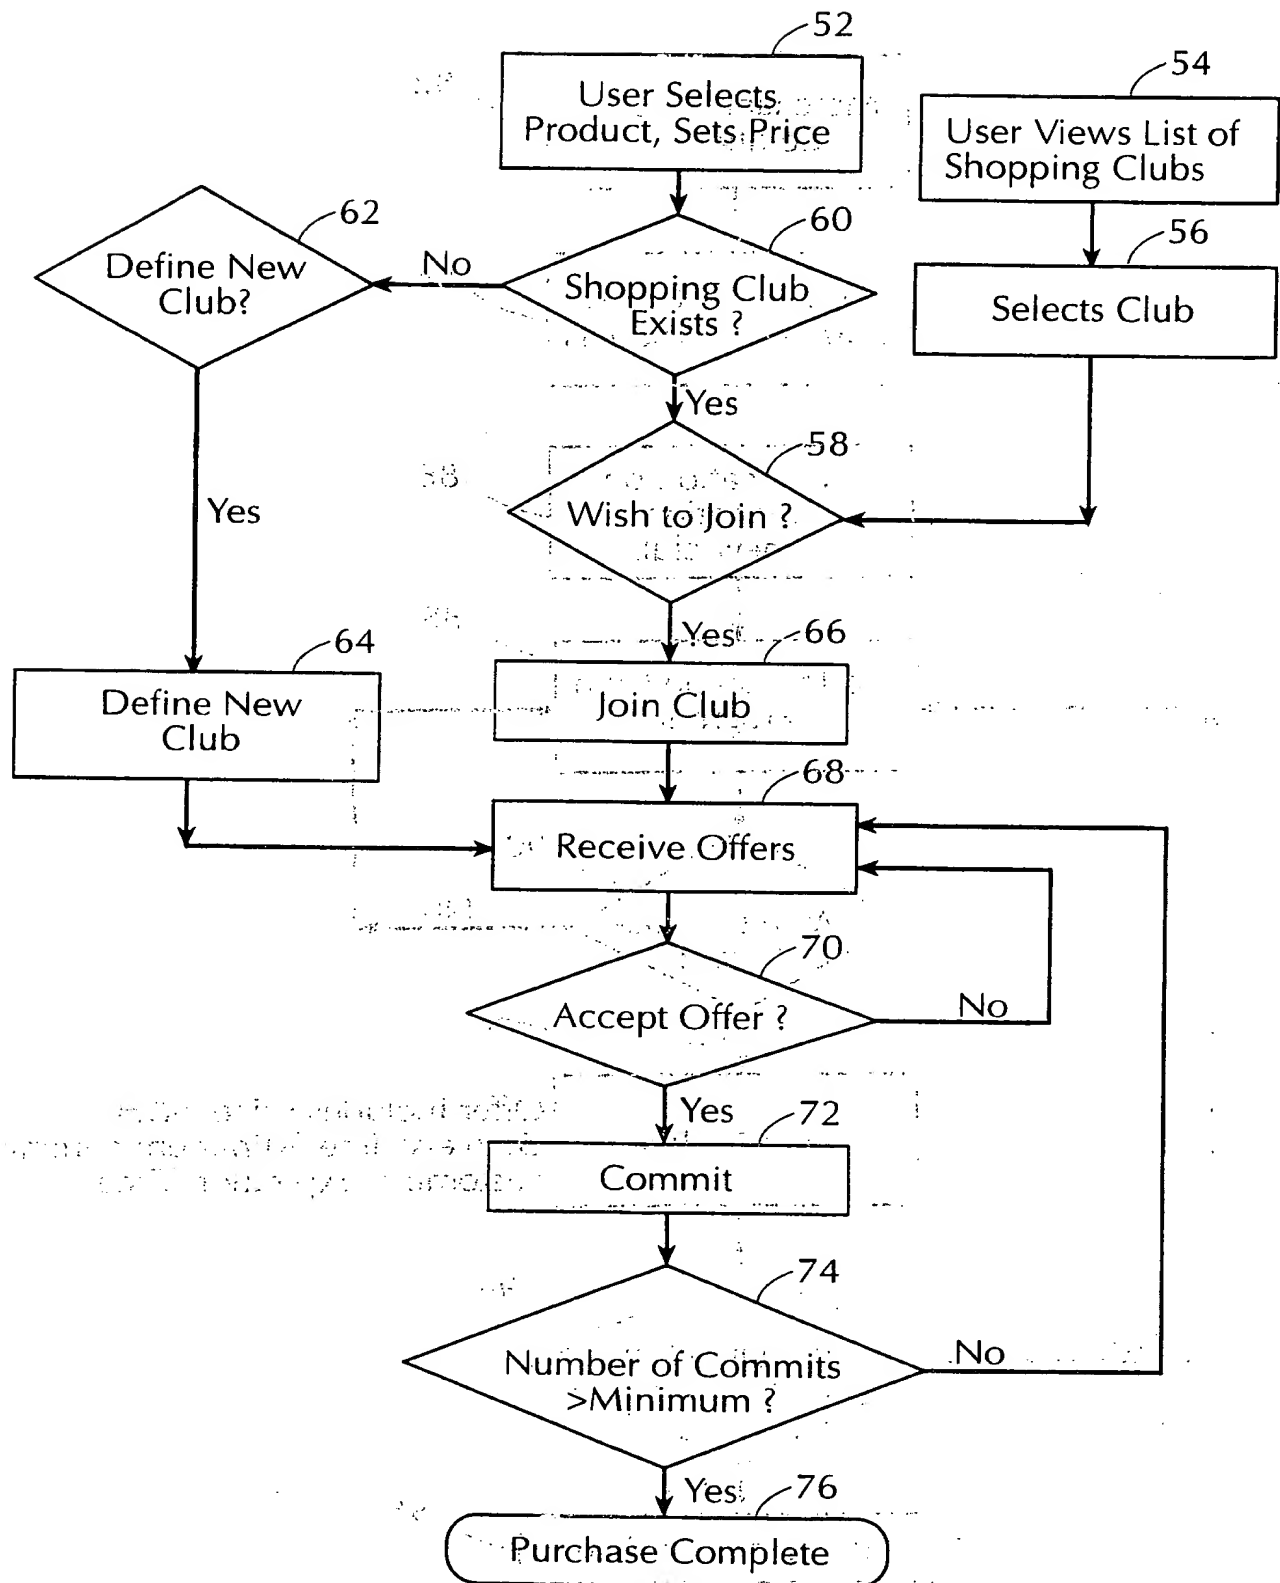 52
User Selects
Product, Sets Price
54
User Views List of
Shopping Clubs
62
Define New
Club?
No
60
Shopping Club
Exists ?
56
Selects Club
Yes
58
Wish to Join ?
Yes
Yes
66
Join Club
64
Define New
Club
68
Receive Offers
70
Accept Offer ?
No
Yes
72
Commit
74
Number of Commits
>Minimum ?
No
Yes
76
Purchase Complete